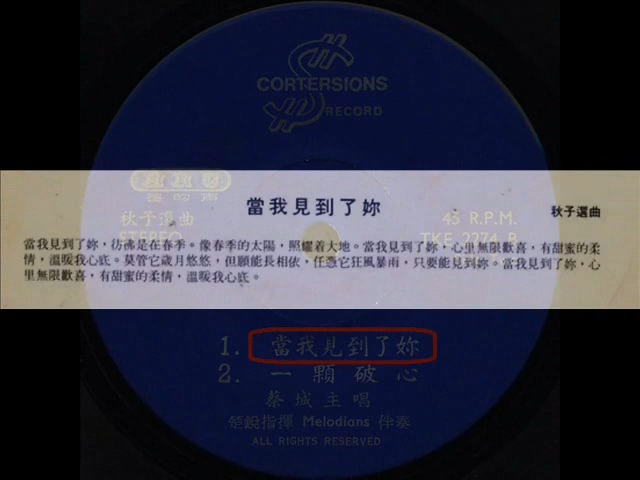 CORTERSIONS
RECORD
當我見到了妳
秋子選曲
秋子選曲
45 R.P.M.
STEREO
TKE 2274 B
當我見到了妳，彷彿是在春季。像春季的太陽，照耀着大地。當我見到了妳，心里無限歡喜，有甜蜜的柔
情，溫暖我心底。莫管它歲月悠悠，但願能長相依，任憑它狂風暴雨，只要能見到妳。當我見到了妳，心
里無限歡喜，有甜蜜的柔情，溫暖我心底。
1. 當我見到了妳
2. 一顆破心
蔡城主唱
指揮 Melodians 伴奏
ALL RIGHTS RESERVED